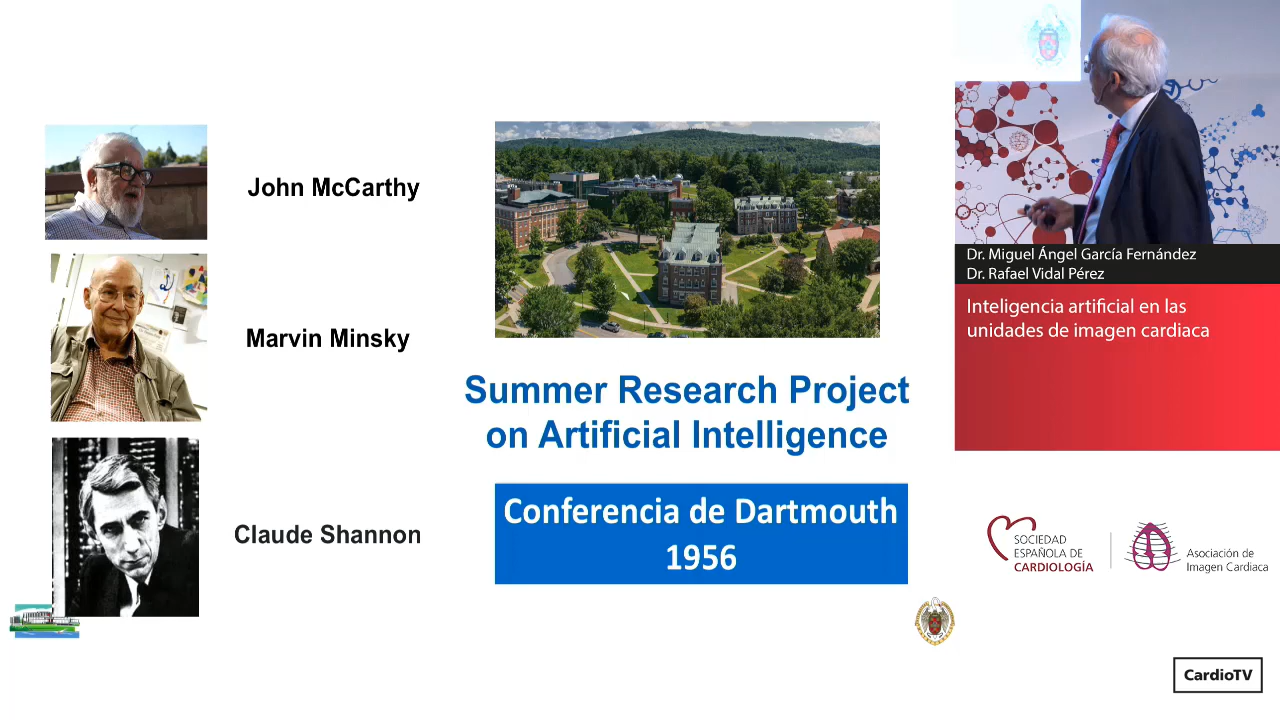 John McCarthy
Marvin Minsky
Claude Shannon
Summer Research Project
on Artificial Intelligence
Conferencia de Dartmouth
1956
Dr. Miguel Ángel García Fernández
Dr. Rafael Vidal Pérez
Inteligencia artificial en las
unidades de imagen cardiaca
SOCIEDAD
ESPAÑOLA DE
CARDIOLOGÍA
Asociación de
Imagen Cardiaca
CardioTV